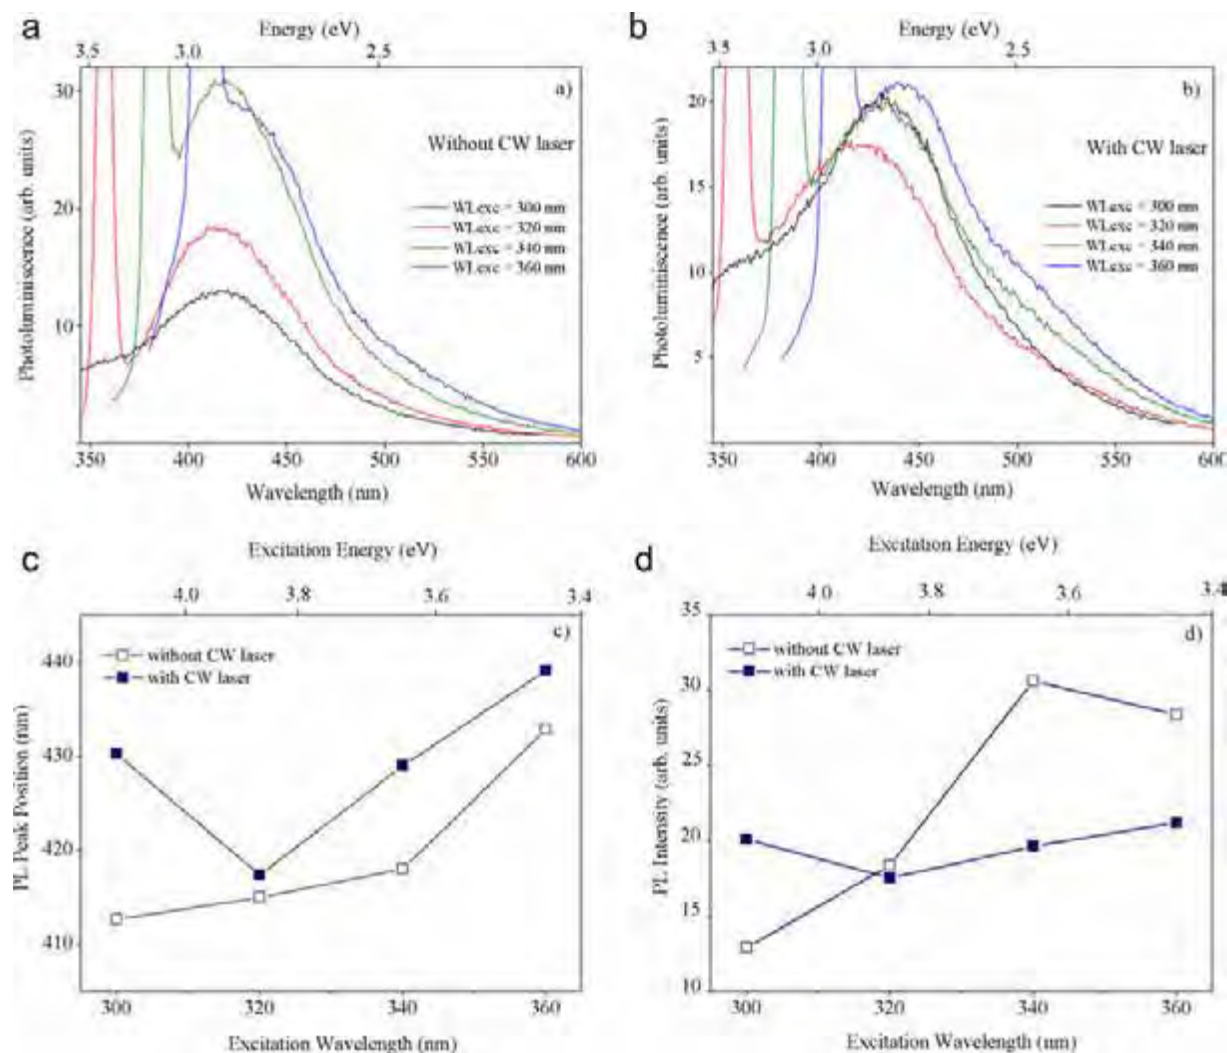 a
Energy (eV)
3.5 3.0 2.5
a)
Without CW laser
WLexc = 300 nm
WLexc = 320 nm
WLexc = 340 nm
WLexc = 360 nm
30
20
10
Photoluminiscence (arb. units)
350 400 450 500 550 600
Wavelength (nm)
b
Energy (eV)
3.5 3.0 2.5
b)
With CW laser
WLexc = 300 nm
WLexc = 320 nm
WLexc = 340 nm
WLexc = 360 nm
20
15
10
5
Photoluminiscence (arb. units)
350 400 450 500 550 600
Wavelength (nm)
c
Excitation Energy (eV)
4.0 3.8 3.6 3.4
c)
without CW laser
with CW laser
440
430
420
410
PL Peak Position (nm)
300 320 340 360
Excitation Wavelength (nm)
d
Excitation Energy (eV)
4.0 3.8 3.6 3.4
d)
without CW laser
with CW laser
35
30
25
20
15
10
PL Intensity (arb. units)
300 320 340 360
Excitation Wavelength (nm)